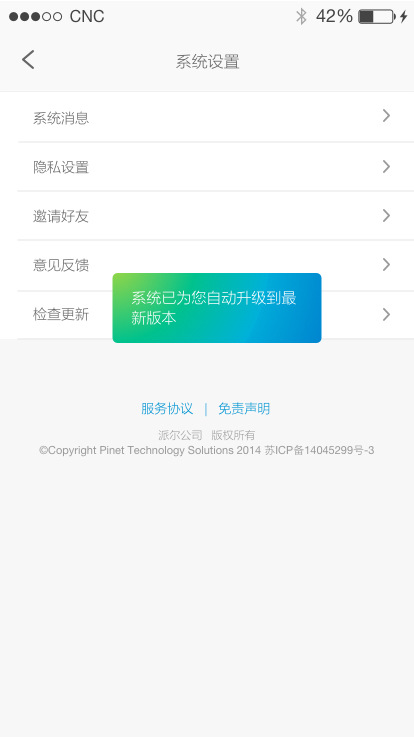 CNC 42%
系统设置
系统消息
隐私设置
邀请好友
意见反馈
系统已为您自动升级到最
新版本
检查更新
服务协议 | 免责声明
派尔公司 版权所有
©Copyright Pinet Technology Solutions 2014 苏ICP备14045299号-3